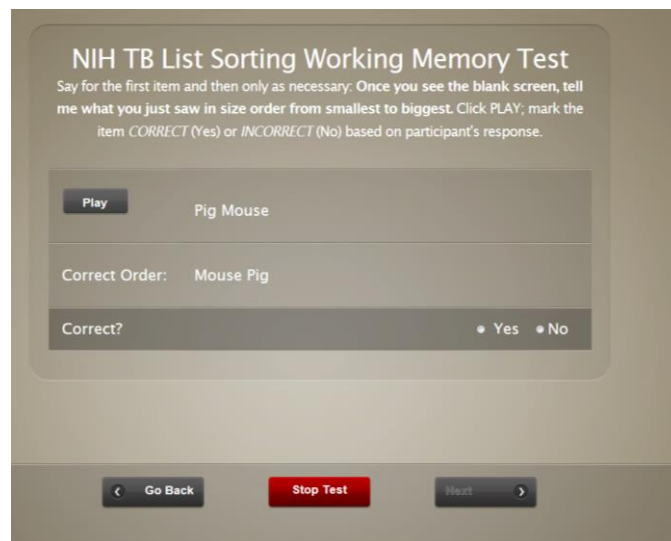 NIH TB List Sorting Working Memory Test
Say for the first item and then only as necessary: Once you see the blank screen, tell
me what you just saw in size order from smallest to biggest. Click PLAY; mark the
item CORRECT (Yes) or INCORRECT (No) based on participant's response.
Play
Pig Mouse
Correct Order: Mouse Pig
Correct? Yes No
Go Back Stop Test Next